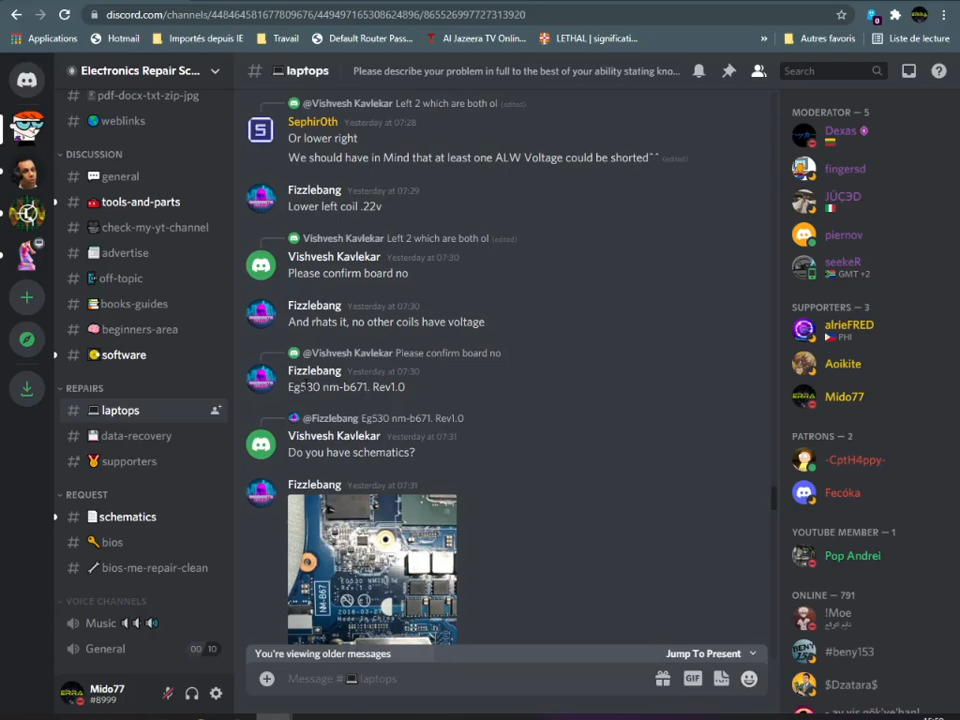 discord.com/channels/448464581677809676/449497165308624896/865526997727313920
Applications
Hotmail
Importés depuis IE
Travail
Default Router Pass...
Al Jazeera TV Onlin...
LETHAL | significati...
»
Autres favoris
Liste de lecture
Electronics Repair Sc...
# laptops
Please describe your problem in full to the best of your ability stating kno...
Search
# pdf-docx-txt-zip-jpg
# weblinks
DISCUSSION
# general
# tools-and-parts
# check-my-yt-channel
# advertise
# off-topic
# books-guides
# beginners-area
# software
REPAIRS
# laptops
# data-recovery
# supporters
REQUEST
# schematics
# bios
# bios-me-repair-clean
VOICE CHANNELS
Music
General
00 10
Mido77
#8999
@Vishvesh Kavlekar Left 2 which are both ol (edited)
Sephir0th Yesterday at 07:28
Or lower right
We should have in Mind that at least one ALW Voltage could be shorted^^ (edited)
Fizzlebang Yesterday at 07:29
Lower left coil .22v
Vishvesh Kavlekar Left 2 which are both ol (edited)
Vishvesh Kavlekar Yesterday at 07:30
Please confirm board no
Fizzlebang Yesterday at 07:30
And rhats it, no other coils have voltage
@Vishvesh Kavlekar Please confirm board no
Fizzlebang Yesterday at 07:30
Eg530 nm-b671. Rev1.0
@Fizzlebang Eg530 nm-b671. Rev1.0
Vishvesh Kavlekar Yesterday at 07:31
Do you have schematics?
Fizzlebang Yesterday at 07:31
NM-B67
You're viewing older messages
Jump To Present
Message # laptops
GIF
MODERATOR – 5
Dexas
fingersd
JÜÇ3D
piernov
seekeR
GMT +2
SUPPORTERS – 3
alrieFRED
PHI
Aoikite
Mido77
PATRONS – 2
-CptH4ppy-
Fecóka
YOUTUBE MEMBER – 1
Pop Andrei
ONLINE – 791
!Moe
#beny153
$Dzatara$